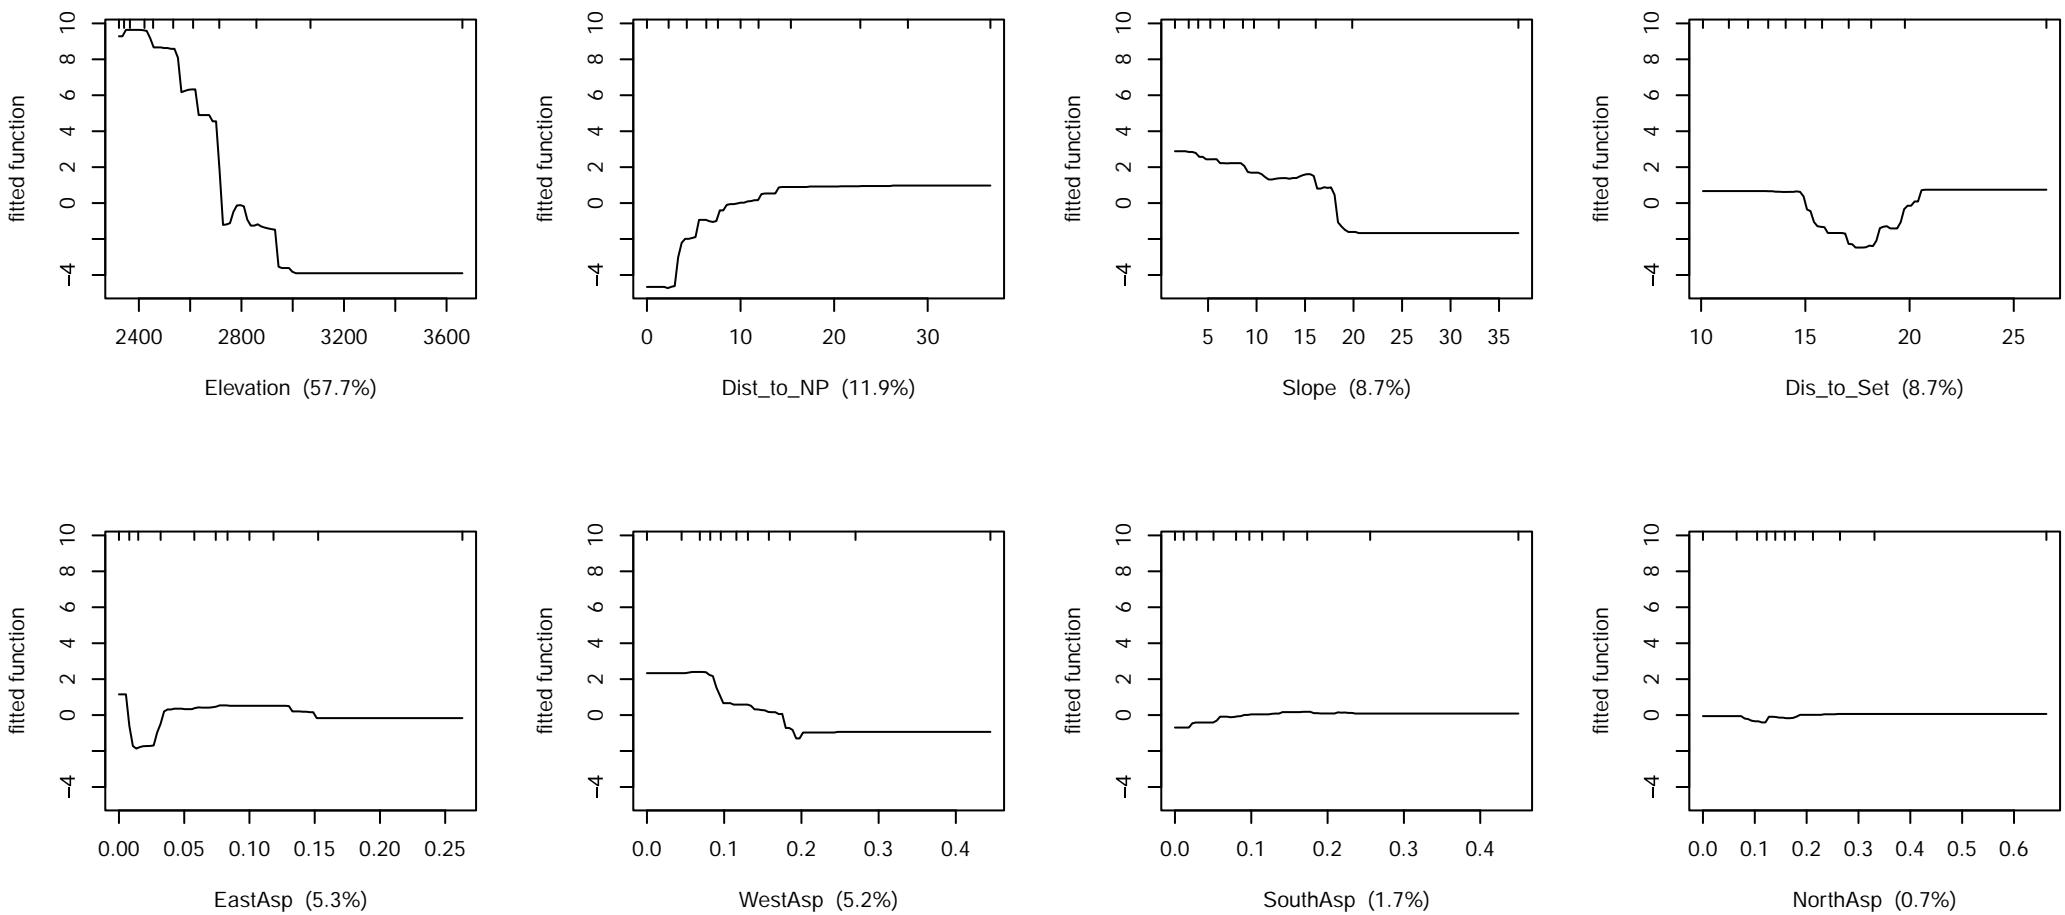 fitted function
10
8
6
4
2
0
−4
2400 2800 3200 3600
Elevation (57.7%)
fitted function
10
8
6
4
2
0
−4
0 10 20 30
Dist_to_NP (11.9%)
fitted function
10
8
6
4
2
0
−4
5 10 15 20 25 30 35
Slope (8.7%)
fitted function
10
8
6
4
2
0
−4
10 15 20 25
Dis_to_Set (8.7%)
fitted function
10
8
6
4
2
0
−4
0.00 0.05 0.10 0.15 0.20 0.25
EastAsp (5.3%)
fitted function
10
8
6
4
2
0
−4
0.0 0.1 0.2 0.3 0.4
WestAsp (5.2%)
fitted function
10
8
6
4
2
0
−4
0.0 0.1 0.2 0.3 0.4
SouthAsp (1.7%)
fitted function
10
8
6
4
2
0
−4
0.0 0.1 0.2 0.3 0.4 0.5 0.6
NorthAsp (0.7%)